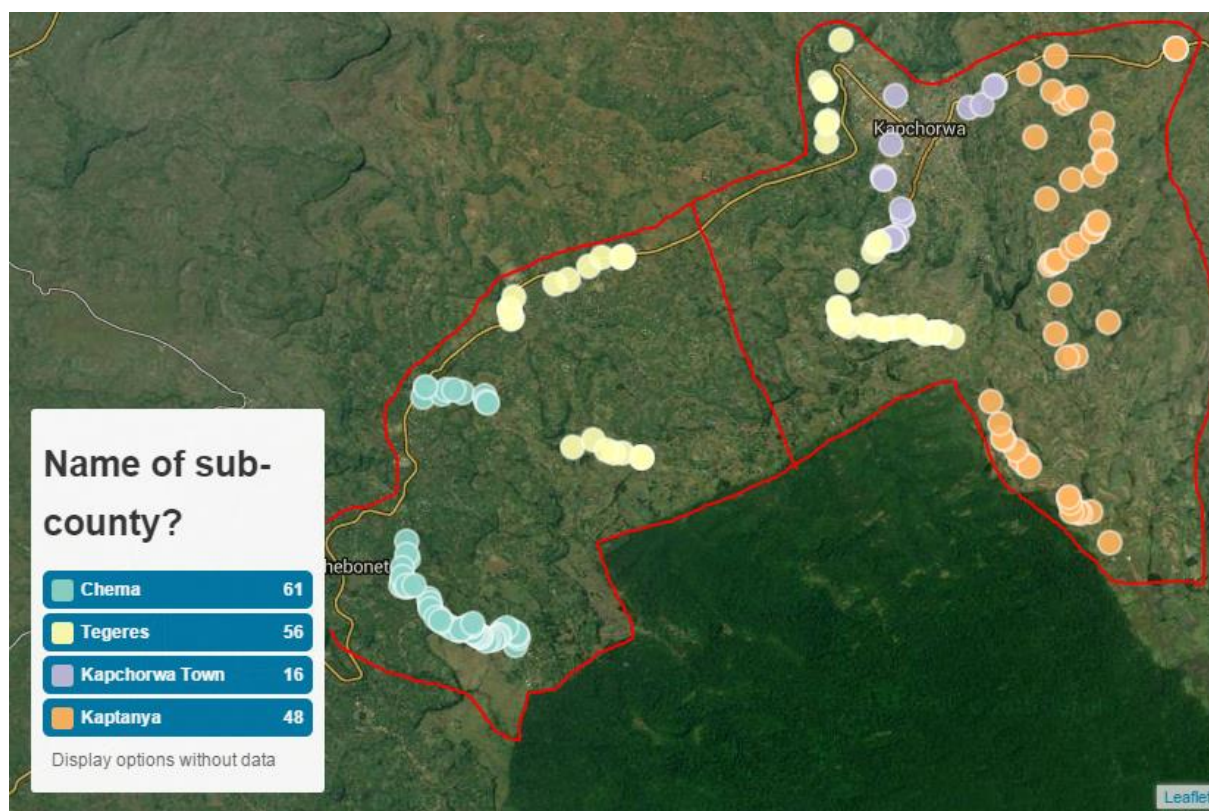 Kapchorwa
hebonet
Name of sub-
county?
Chema 61
Tegeres 56
Kapchorwa Town 16
Kaptanya 48
Display options without data
Leaflet